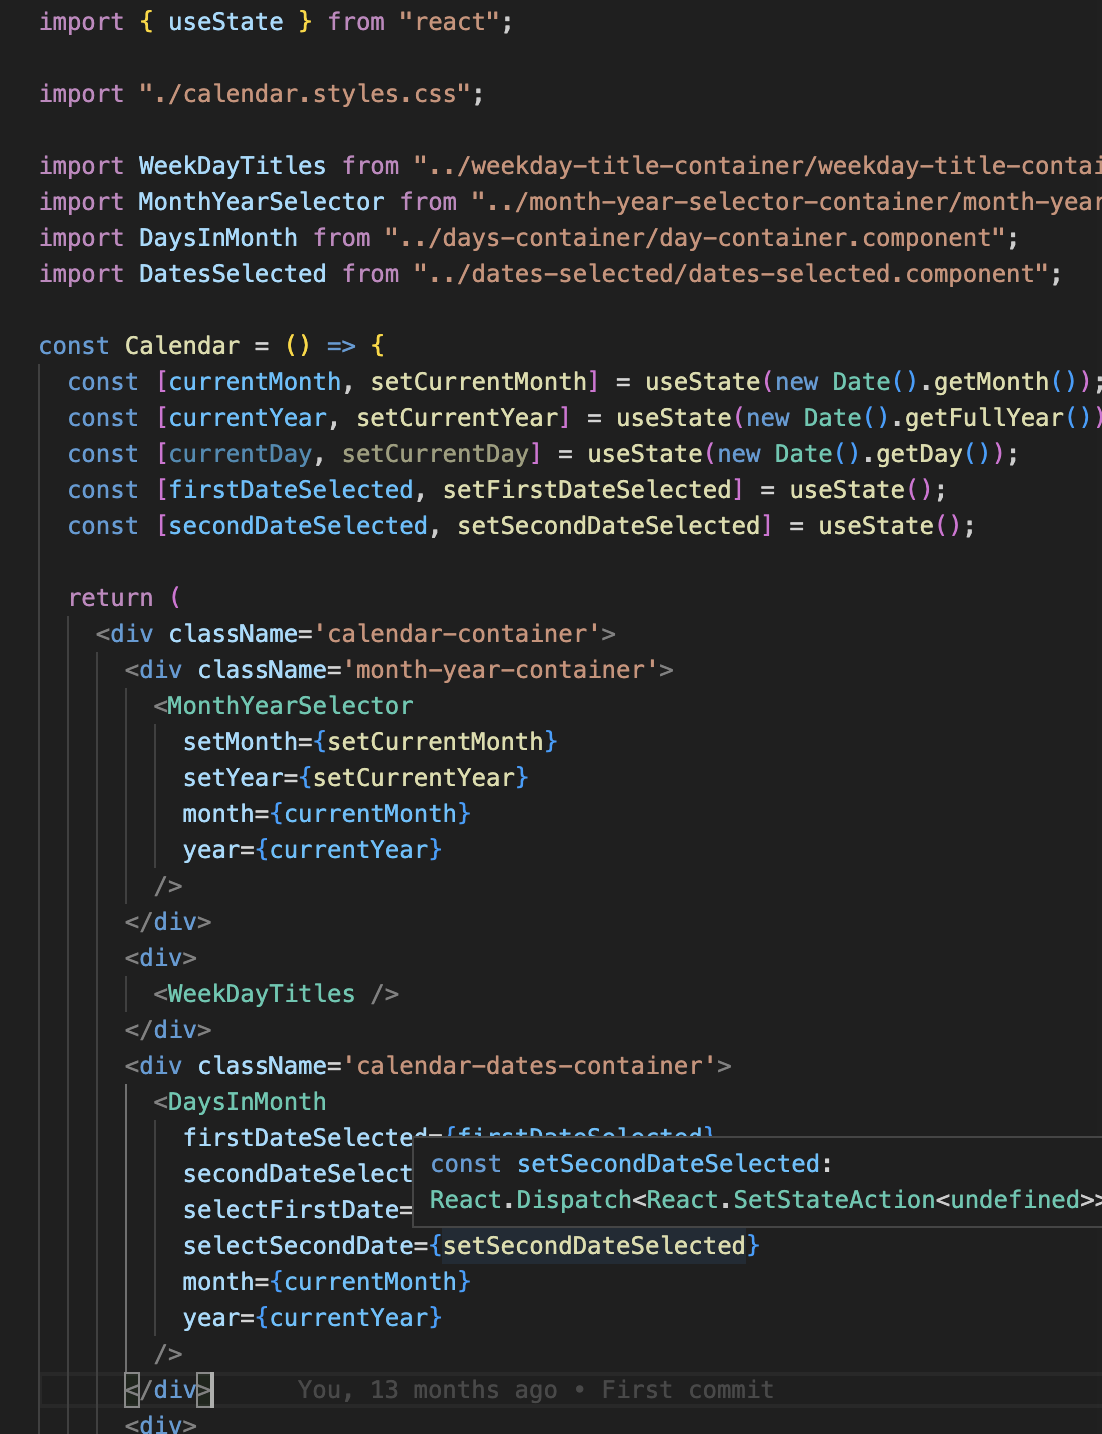 import { useState } from "react";
import "./calendar.styles.css";
import WeekDayTitles from "../weekday-title-container/weekday-title-contai
import MonthYearSelector from "../month-year-selector-container/month-year
import DaysInMonth from "../days-container/day-container.component";
import DatesSelected from "../dates-selected/dates-selected.component";
const Calendar = () => {
const [currentMonth, setCurrentMonth] = useState(new Date().getMonth());
const [currentYear, setCurrentYear] = useState(new Date().getFullYear())
const [currentDay, setCurrentDay] = useState(new Date().getDay());
const [firstDateSelected, setFirstDateSelected] = useState();
const [secondDateSelected, setSecondDateSelected] = useState();
return (
<div className='calendar-container'>
<div className='month-year-container'>
<MonthYearSelector
setMonth={setCurrentMonth}
setYear={setCurrentYear}
month={currentMonth}
year={currentYear}
/>
</div>
<div>
<WeekDayTitles />
</div>
<div className='calendar-dates-container'>
<DaysInMonth
firstDateSelected={firstDateSelected}
secondDateSelect
const setSecondDateSelected:
selectFirstDate=
React.Dispatch<React.SetStateAction<undefined>>
selectSecondDate={setSecondDateSelected}
month={currentMonth}
year={currentYear}
/>
</div> You, 13 months ago • First commit
<div>